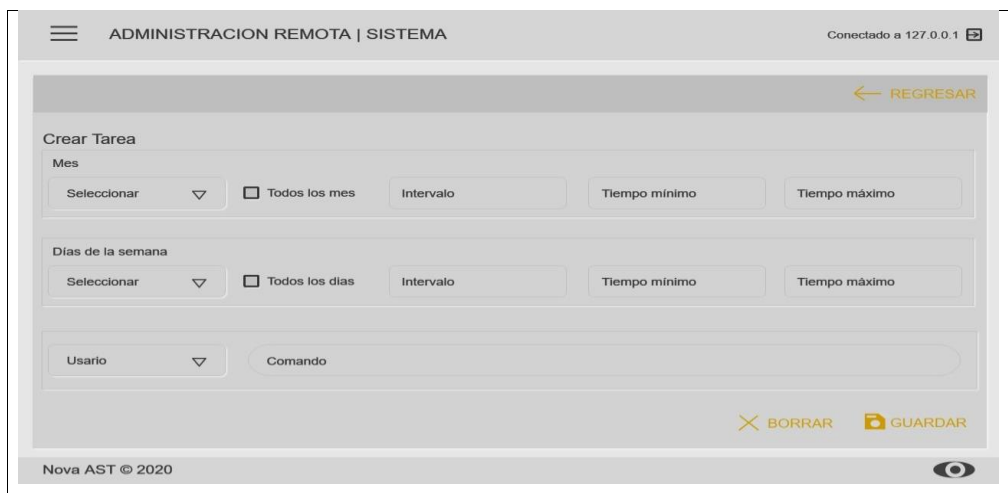 ADMINISTRACION REMOTA | SISTEMA
Conectado a 127.0.0.1
REGRESAR
Crear Tarea
Mes
Seleccionar Todos los mes Intervalo Tiempo mínimo Tiempo máximo
Días de la semana
Seleccionar Todos los dias Intervalo Tiempo mínimo Tiempo máximo
Usario Comando
BORRAR GUARDAR
Nova AST © 2020